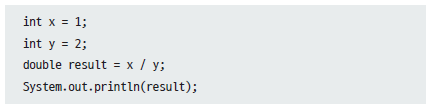 int x = 1;
int y = 2;
double result = x / y;
System.out.println(result);